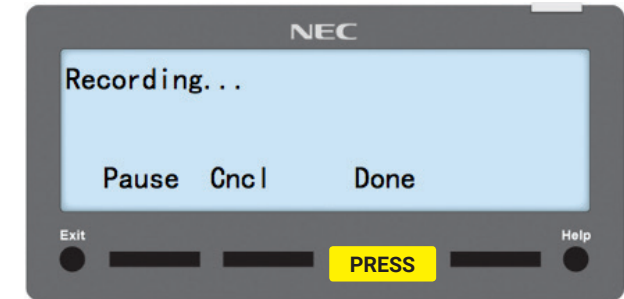 NEC
Recording...
Pause Cncl Done
Exit Help
PRESS